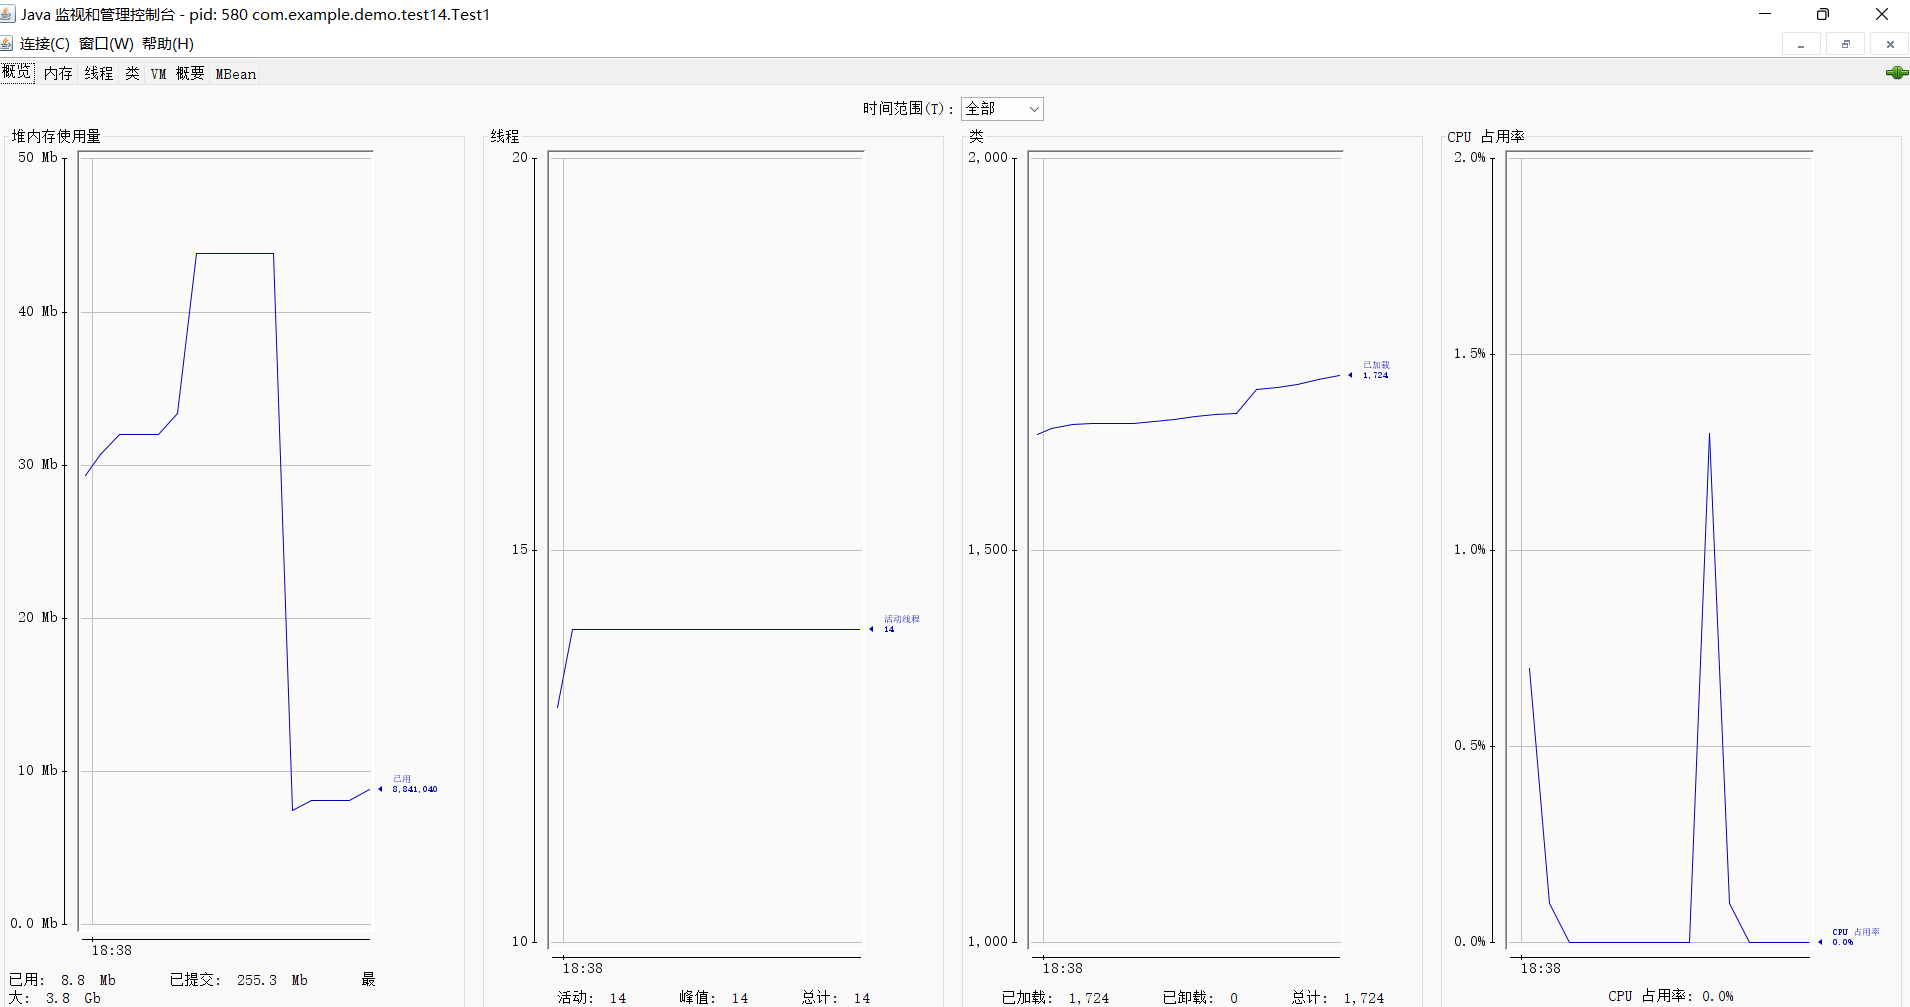 Java 监视和管理控制台 - pid: 580 com.example.demo.test14.Test1
连接(C) 窗口(W) 帮助(H)
概览 内存 线程 类 VM 概要 MBean
时间范围(T): 全部
堆内存使用量
50 Mb
40 Mb
30 Mb
20 Mb
10 Mb
0.0 Mb
已用
8,841,040
18:38
已用: 8.8 Mb 已提交: 255.3 Mb 最
大: 3.8 Gb
线程
20
15
10
活动线程
14
18:38
活动: 14 峰值: 14 总计: 14
类
2,000
1,500
1,000
已加载
1,724
18:38
已加载: 1,724 已卸载: 0 总计: 1,724
CPU 占用率
2.0%
1.5%
1.0%
0.5%
0.0%
CPU 占用率
0.0%
18:38
CPU 占用率: 0.0%